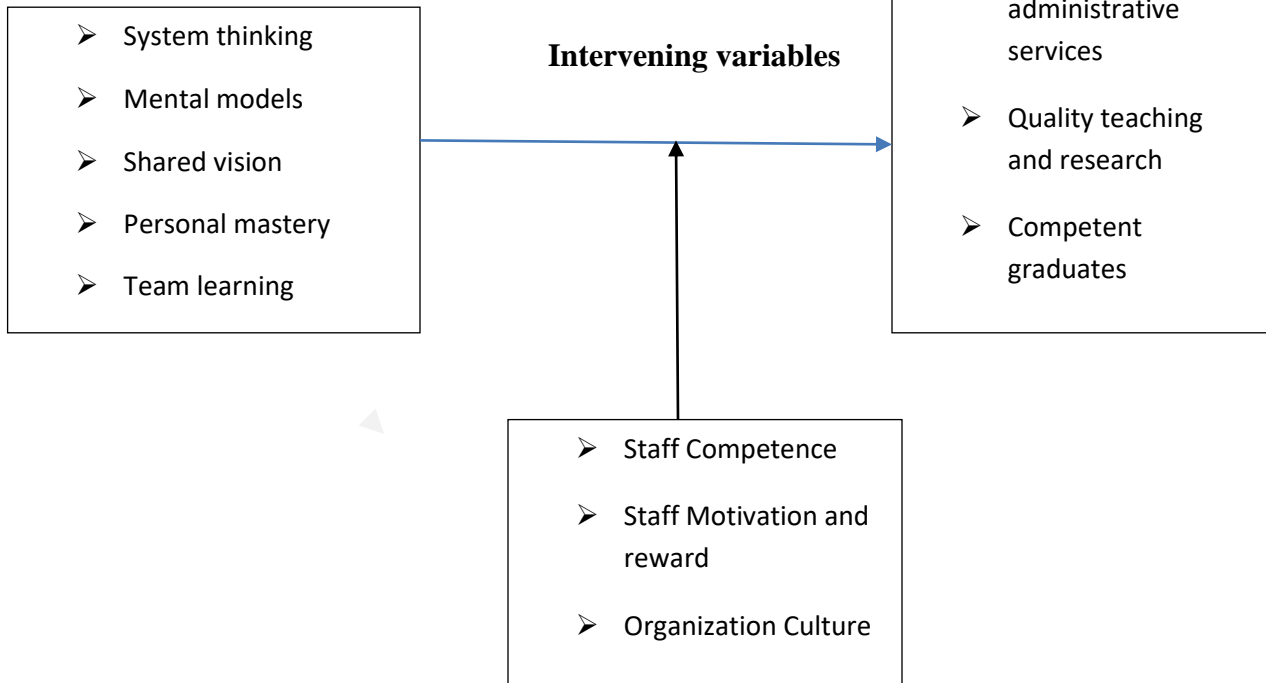 ➢ System thinking
➢ Mental models
➢ Shared vision
➢ Personal mastery
➢ Team learning
Intervening variables
administrative
services
➢ Quality teaching
and research
➢ Competent
graduates
➢ Staff Competence
➢ Staff Motivation and
reward
➢ Organization Culture